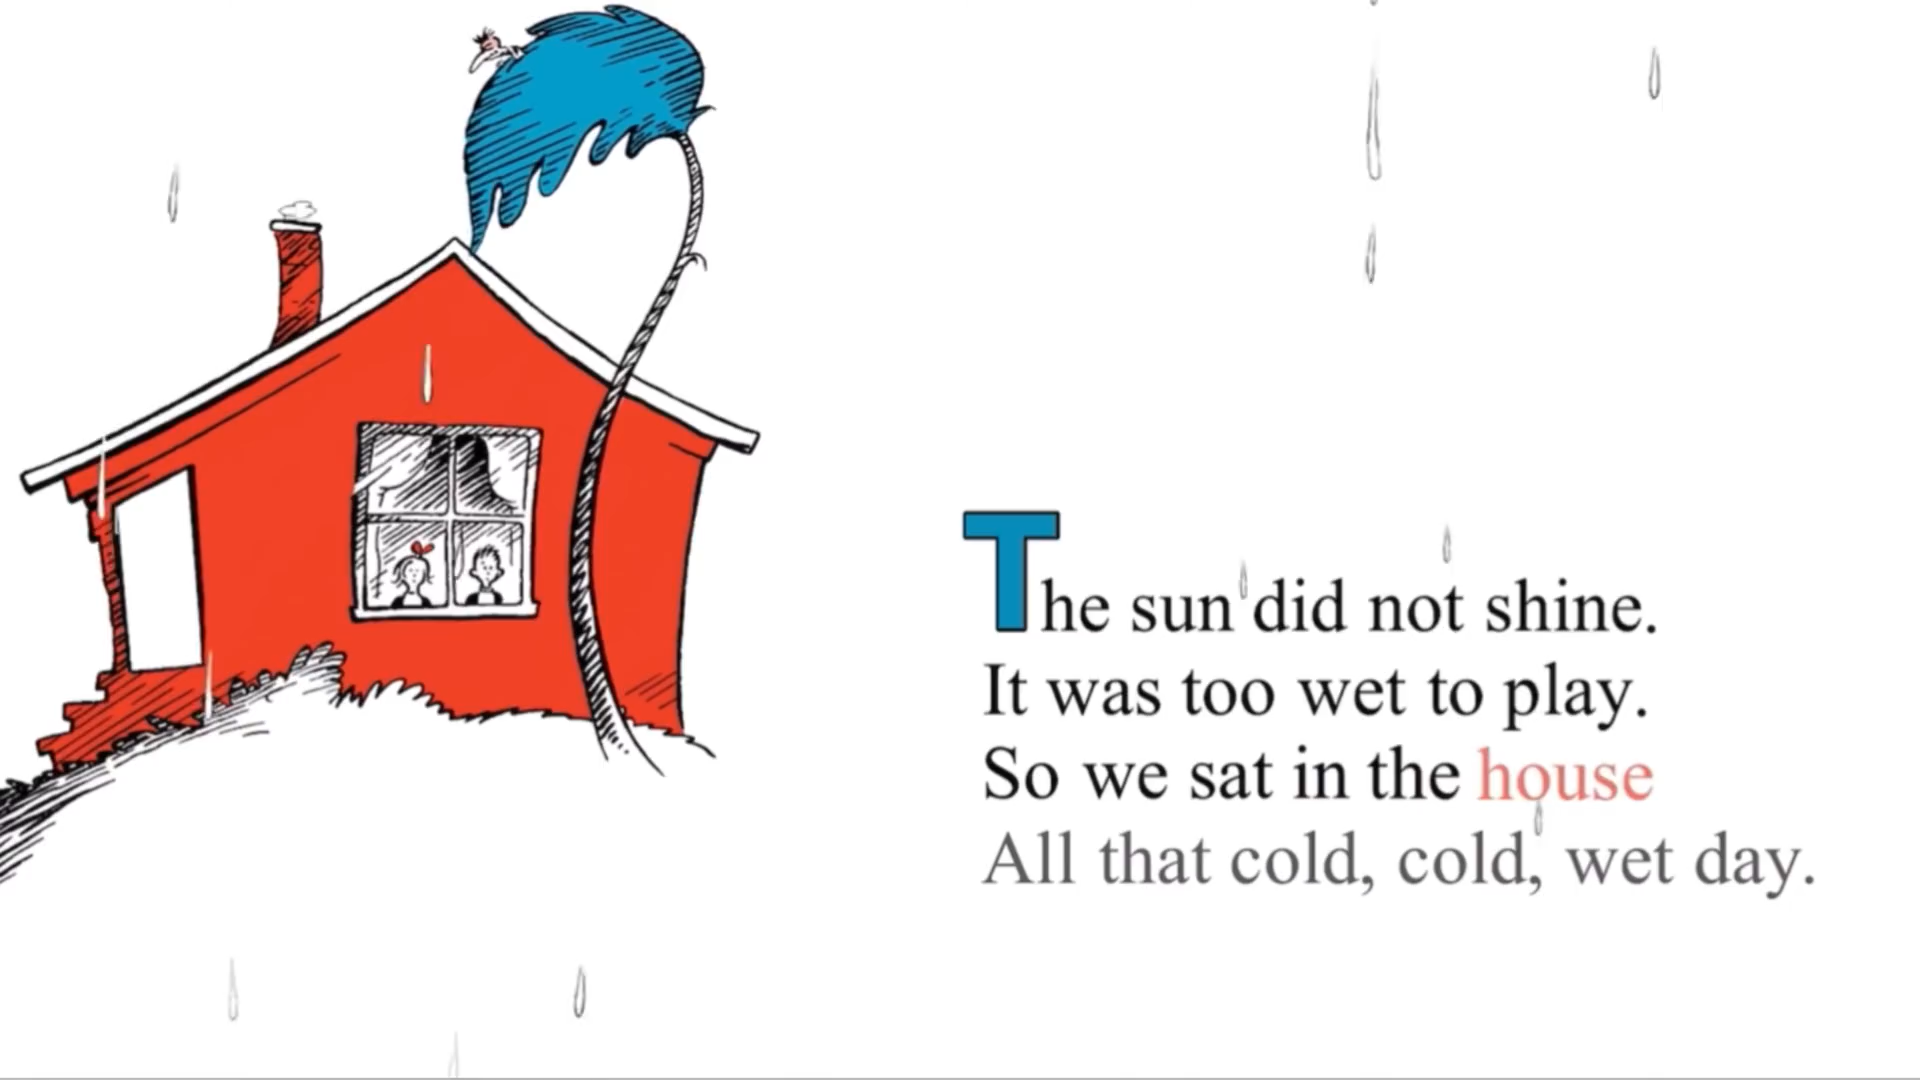 The sun did not shine.
It was too wet to play.
So we sat in the house
All that cold, cold, wet day.